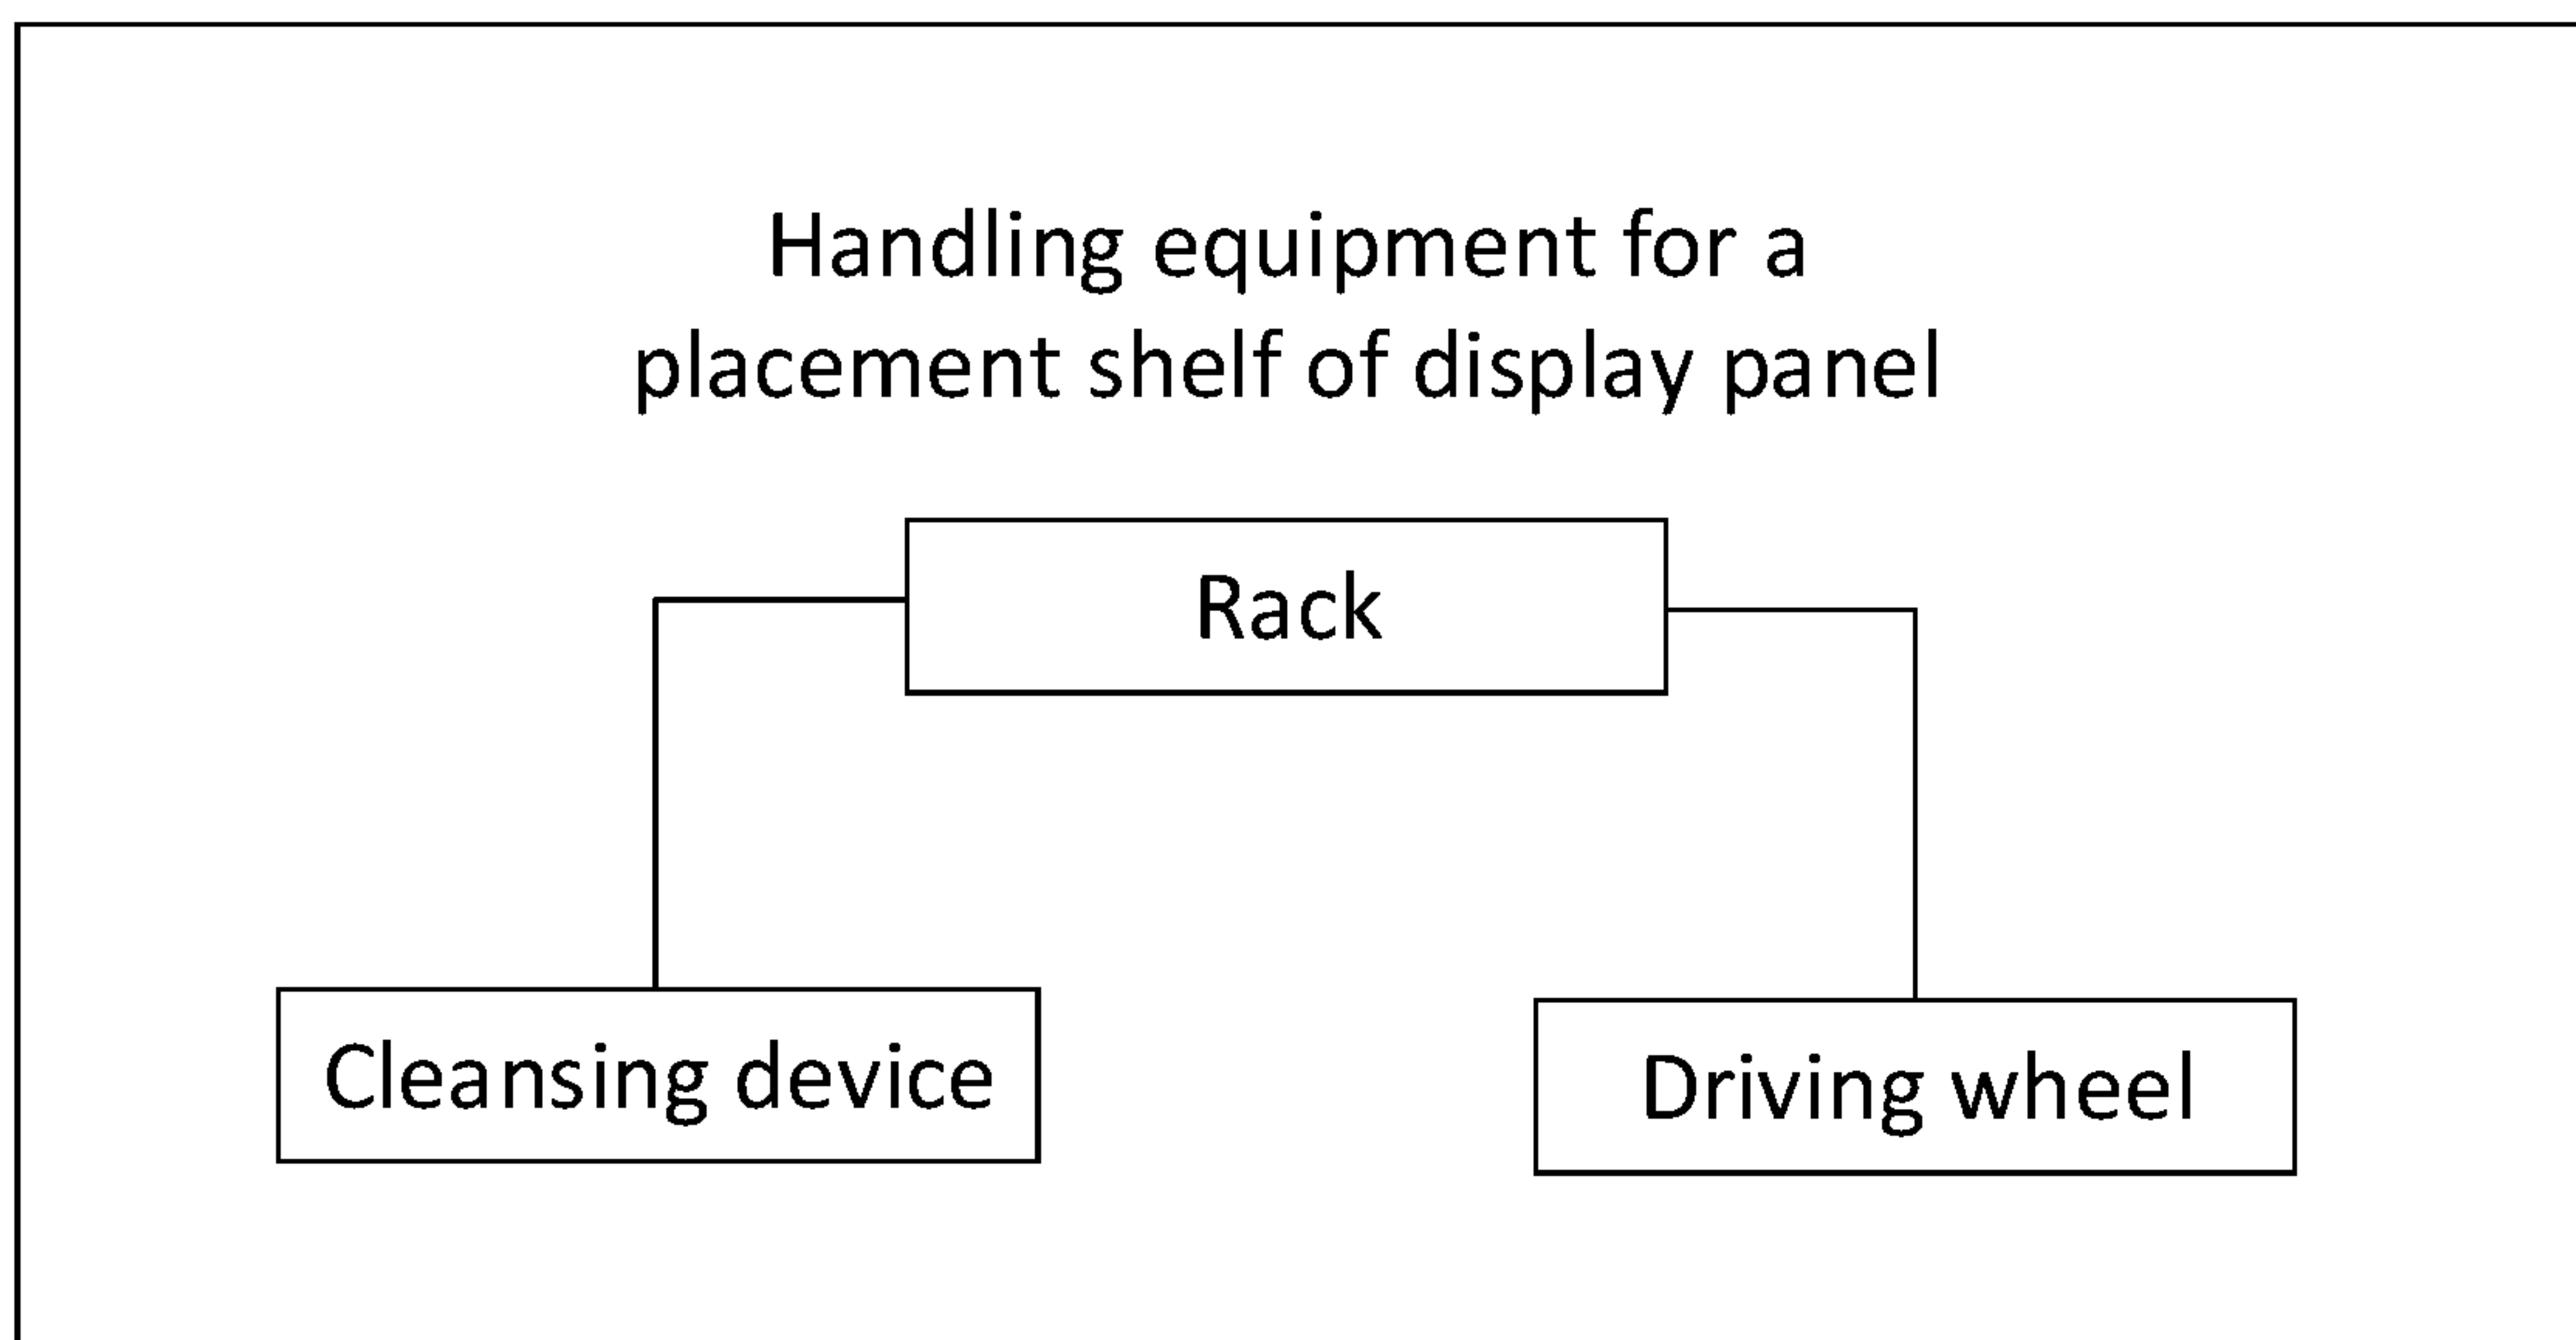 Handling equipment for a
placement shelf of display panel
Rack
Cleansing device
Driving wheel